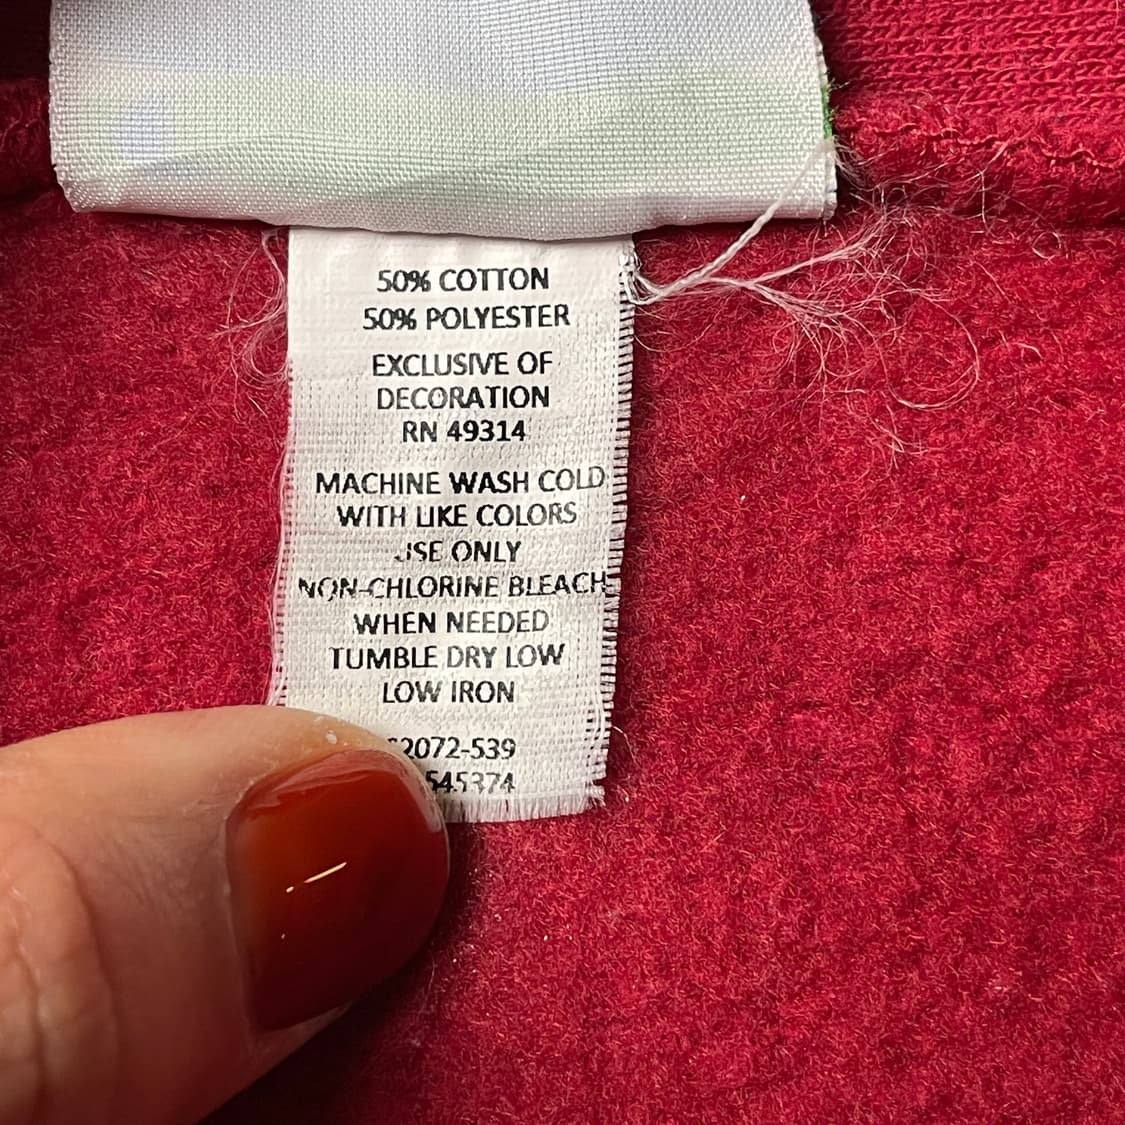 50% COTTON
50% POLYESTER
EXCLUSIVE OF
DECORATION
RN 49314
MACHINE WASH COLD
WITH LIKE COLORS
USE ONLY
NON-CHLORINE BLEACH
WHEN NEEDED
TUMBLE DRY LOW
LOW IRON